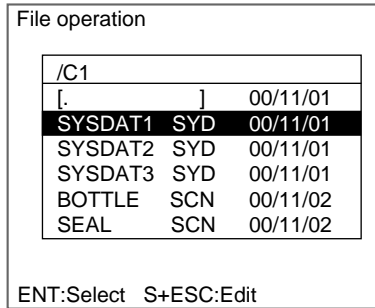 File operation
/C1
[. ] 00/11/01
SYSDAT1 SYD 00/11/01
SYSDAT2 SYD 00/11/01
SYSDAT3 SYD 00/11/01
BOTTLE SCN 00/11/02
SEAL SCN 00/11/02
ENT:Select S+ESC:Edit